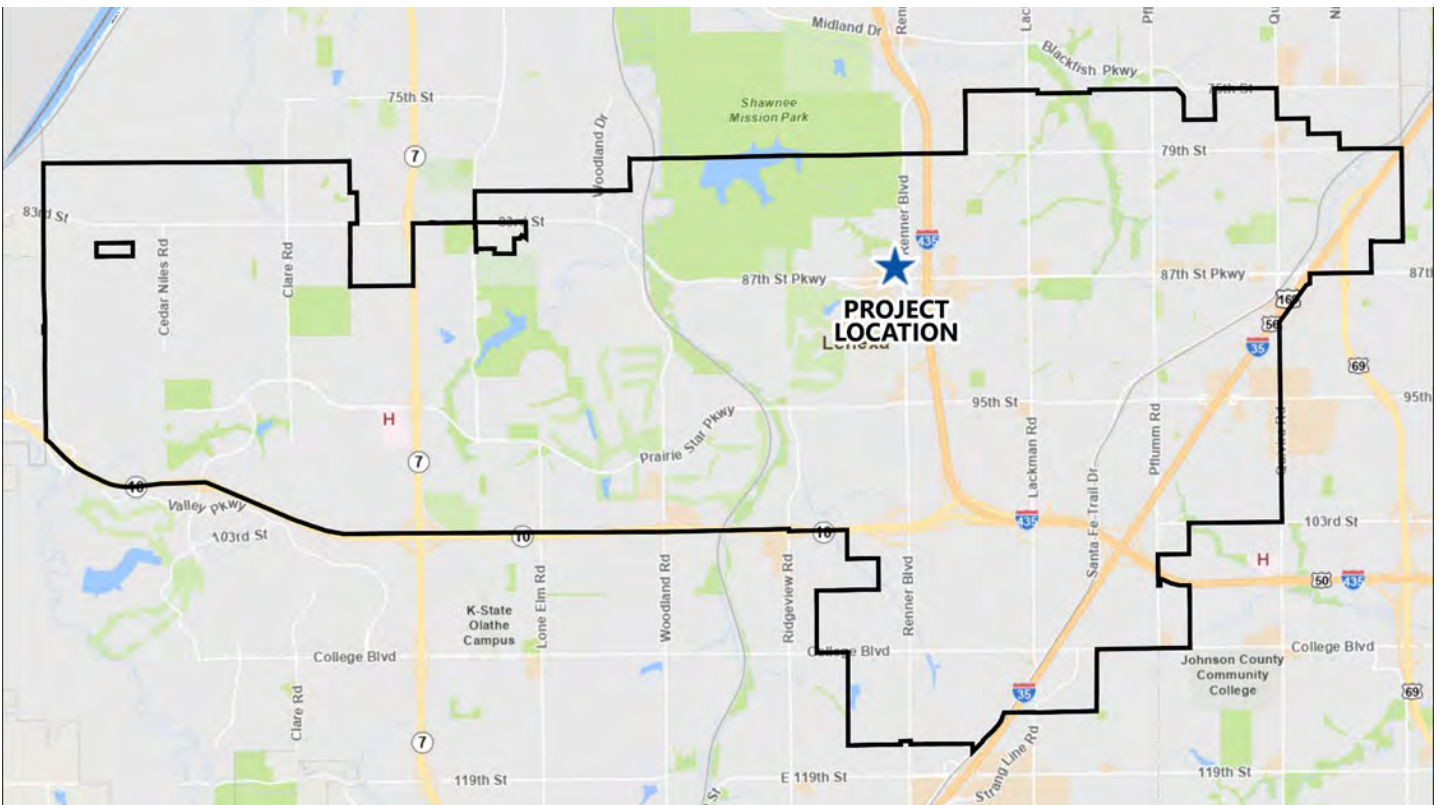 Midland Dr
Blackfish Pkwy
75th St
75th St
Shawnee
Mission Park
7
Woodland Dr
79th St
83rd St
83rd St
Renner Blvd
435
Cedar Niles Rd
Clare Rd
87th St Pkwy
87th St Pkwy
PROJECT
LOCATION
Lenexa
56
35
69
H
95th St
95th
Prairie Star Pkwy
7
Lackman Rd
Pflumm Rd
Quivira Rd
Santa Fe Trail Dr
10
Valley Pkwy
103rd St
10
10
435
103rd St
H
50
435
K-State
Olathe
Campus
Lone Elm Rd
Woodland Rd
Ridgeview Rd
Renner Blvd
College Blvd
College Blvd
College Blvd
Johnson County
Community
College
Clare Rd
35
69
7
119th St
E 119th St
Strang Line Rd
119th St